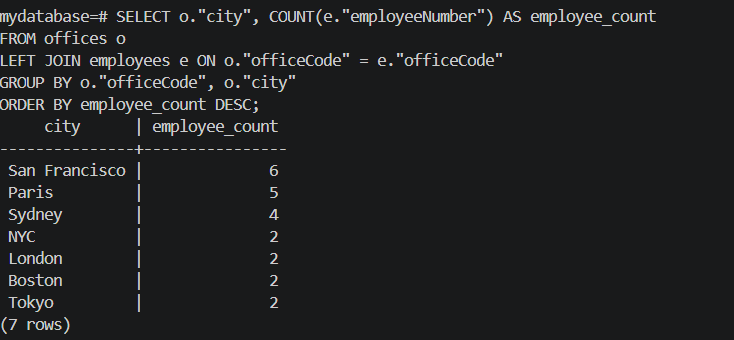 mydatabase=# SELECT o."city", COUNT(e."employeeNumber") AS employee_count
FROM offices o
LEFT JOIN employees e ON o."officeCode" = e."officeCode"
GROUP BY o."officeCode", o."city"
ORDER BY employee_count DESC;
     city      | employee_count
---------------+----------------
 San Francisco |              6
 Paris         |              5
 Sydney        |              4
 NYC           |              2
 London        |              2
 Boston        |              2
 Tokyo         |              2
(7 rows)